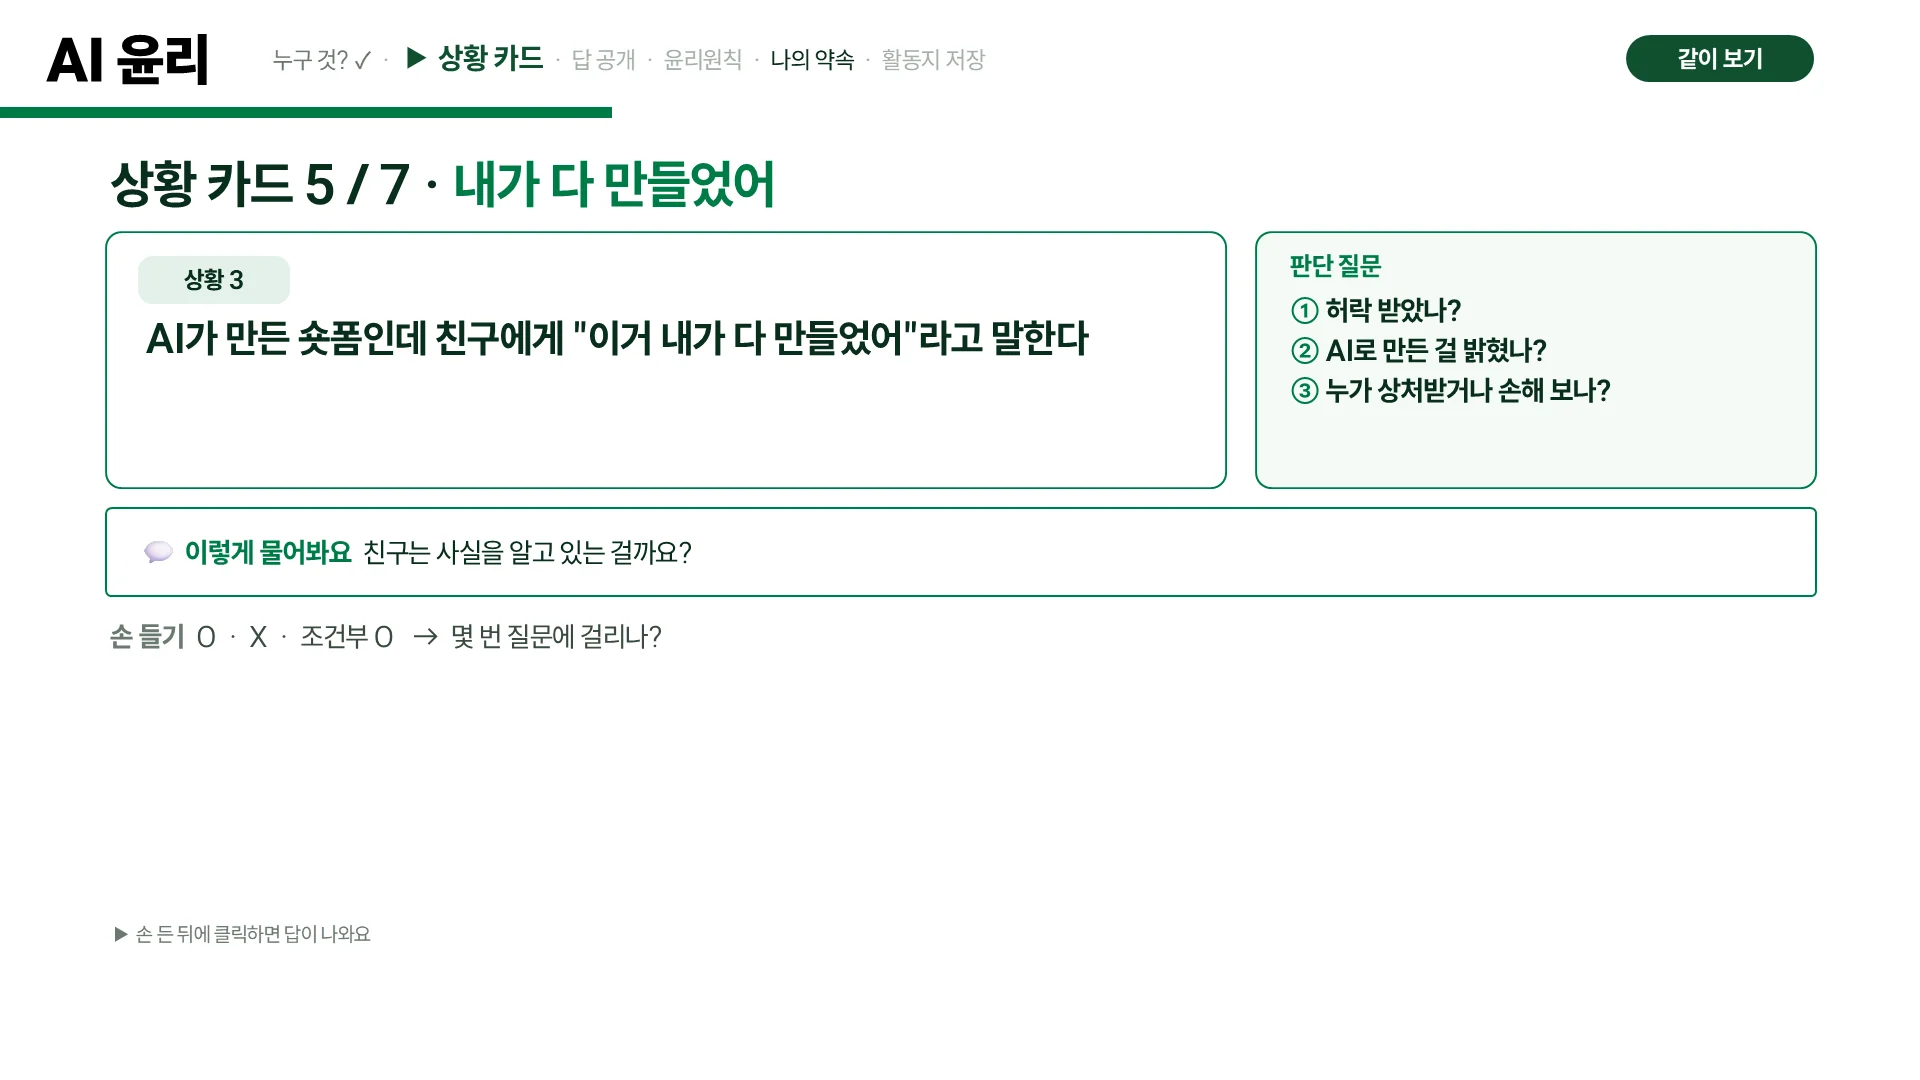 AI 윤리
누구 것? ✓ · ▶ 상황 카드 · 답 공개 · 윤리원칙 · 나의 약속 · 활동지 저장
같이 보기
상황 카드 5 / 7 · 내가 다 만들었어
상황 3
AI가 만든 숏폼인데 친구에게 "이거 내가 다 만들었어"라고 말한다
판단 질문
① 허락 받았나?
② AI로 만든 걸 밝혔나?
③ 누가 상처받거나 손해 보나?
💬 이렇게 물어봐요 친구는 사실을 알고 있는 걸까요?
손 들기 O · X · 조건부 O → 몇 번 질문에 걸리나?
▶ 손 든 뒤에 클릭하면 답이 나와요